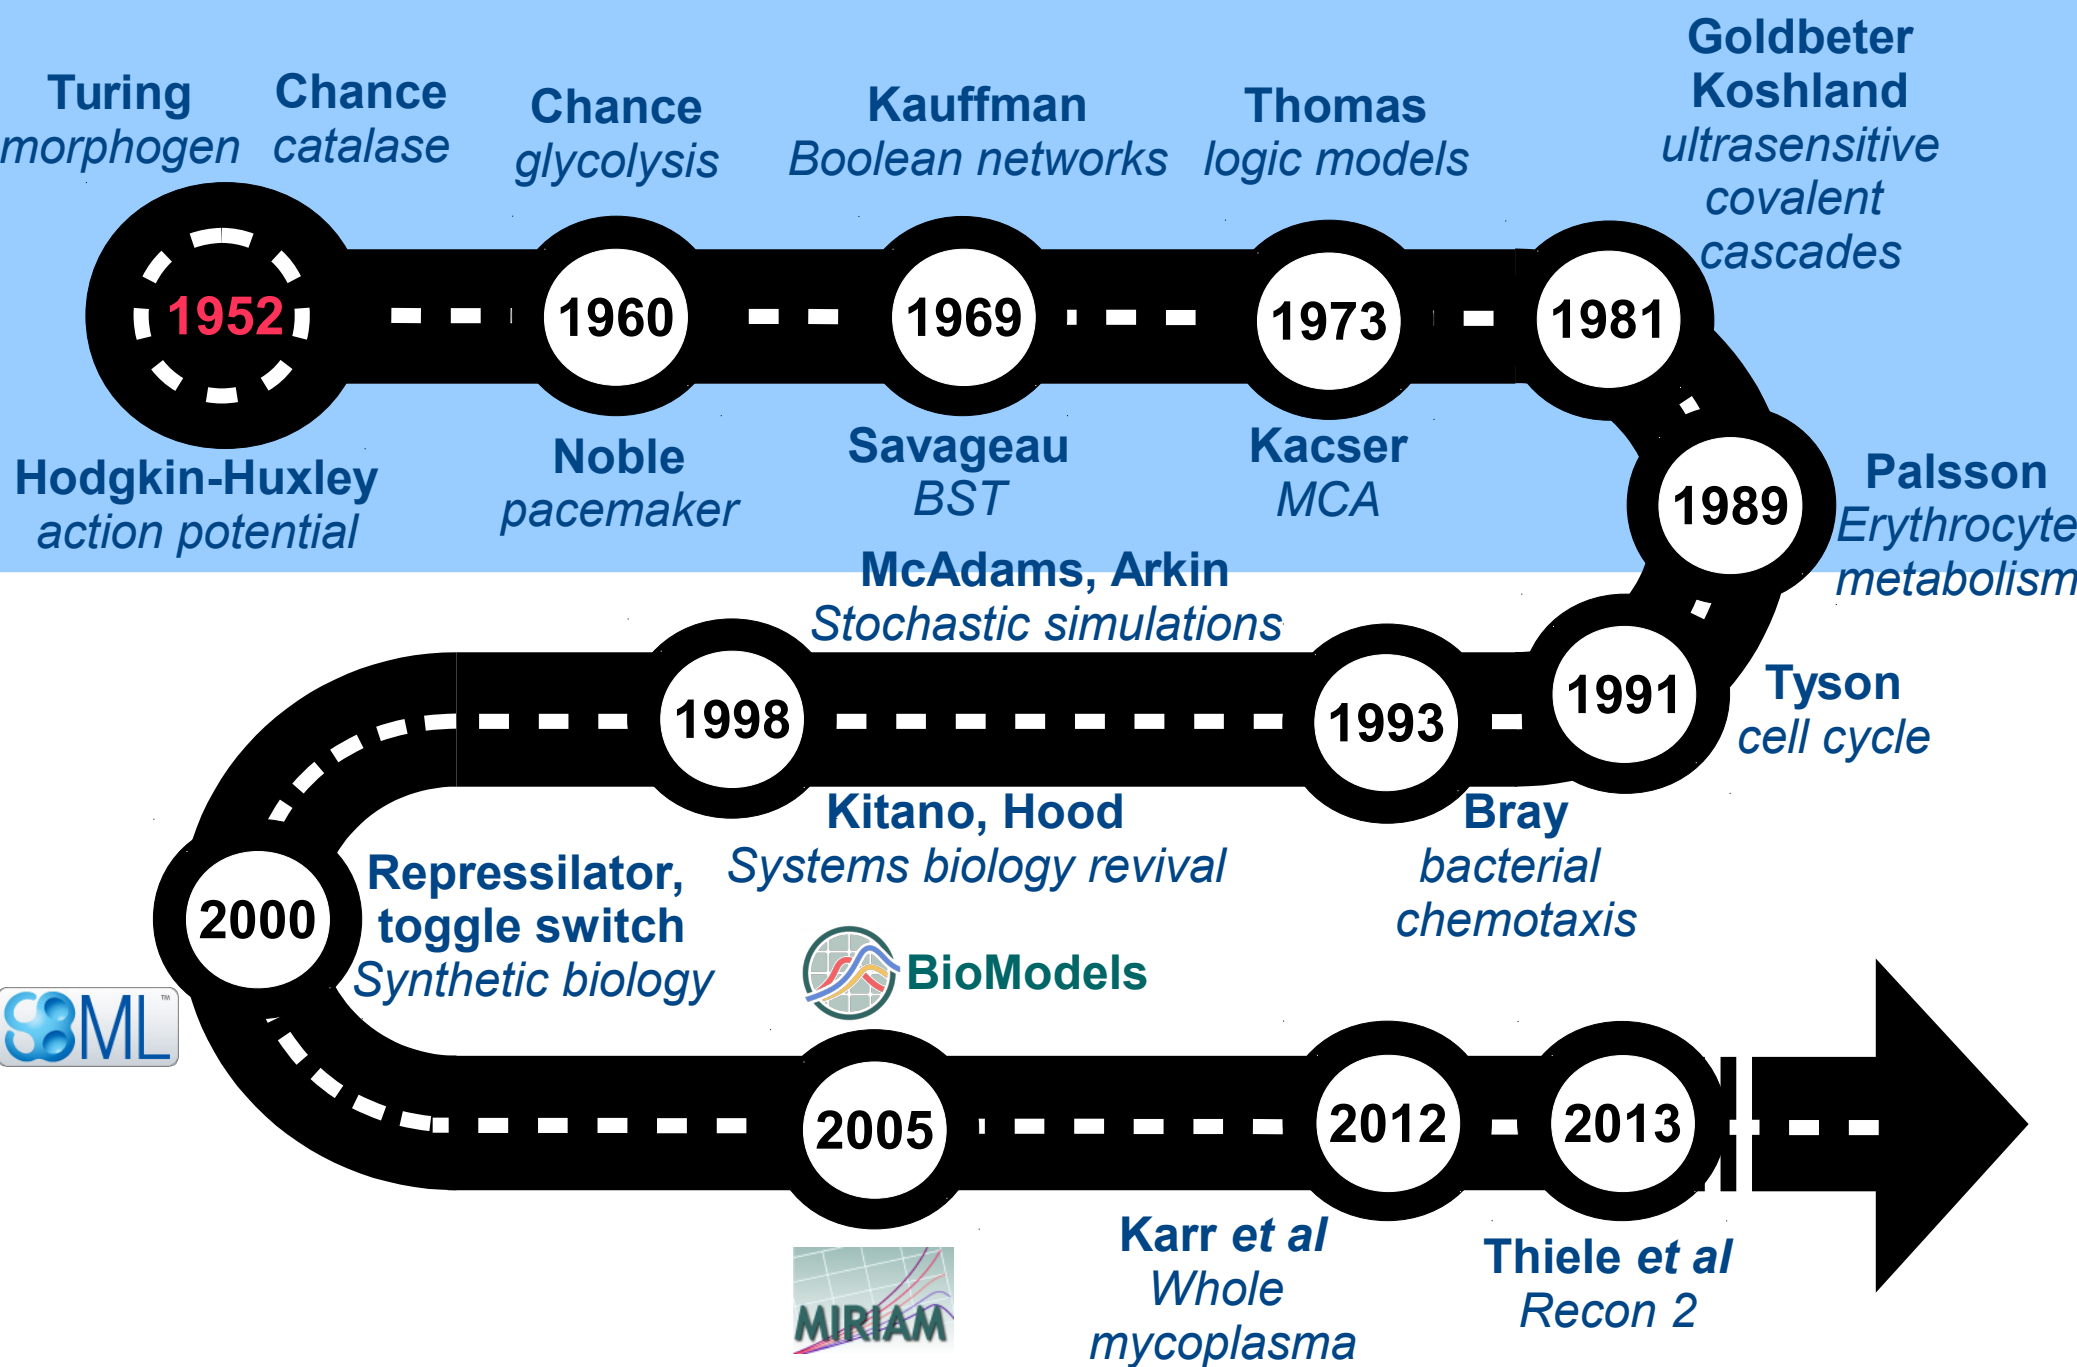 Turing
morphogen
Chance
catalase
Chance
glycolysis
Kauffman
Boolean networks
Thomas
logic models
Goldbeter
Koshland
ultrasensitive
covalent
cascades
1952
1960
1969
1973
1981
Hodgkin-Huxley
action potential
Noble
pacemaker
Savageau
BST
Kacser
MCA
1989
Palsson
Erythrocyte
metabolism
McAdams, Arkin
Stochastic simulations
1998
1993
1991
Tyson
cell cycle
Kitano, Hood
Systems biology revival
Bray
bacterial
chemotaxis
2000
Repressilator,
toggle switch
Synthetic biology
SBML™
BioModels
2005
2012
2013
MIRIAM
Karr et al
Whole
mycoplasma
Thiele et al
Recon 2